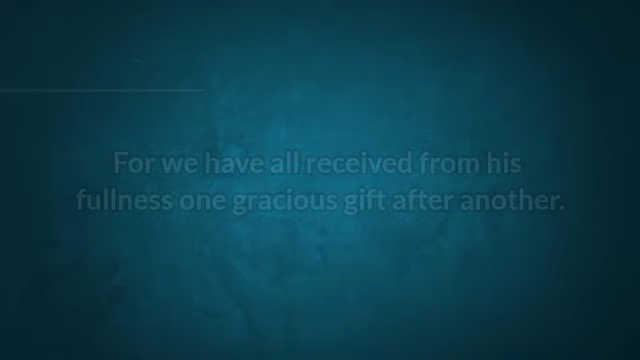 For we have all received from his
fullness one gracious gift after another.